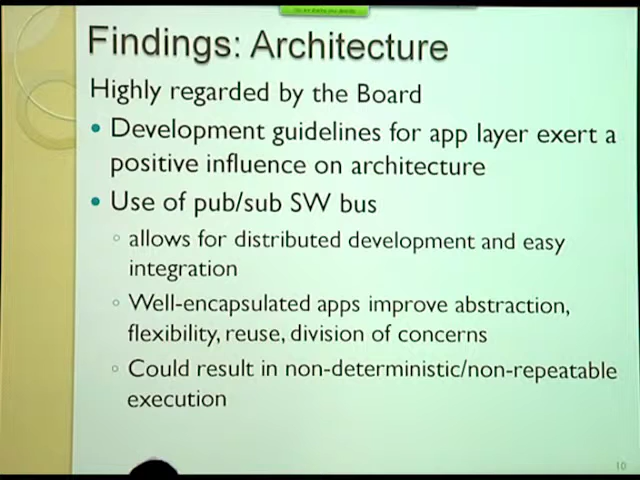 Findings: Architecture
Highly regarded by the Board
Development guidelines for app layer exert a
positive influence on architecture
Use of pub/sub SW bus
allows for distributed development and easy
integration
Well-encapsulated apps improve abstraction,
flexibility, reuse, division of concerns
Could result in non-deterministic/non-repeatable
execution
10